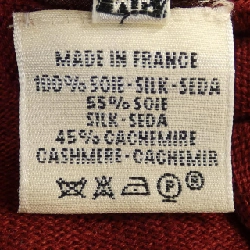 MADE IN FRANCE
100% SOIE - SILK - SEDA
55% SOIE
SILK - SEDA
45% CACHEMIRE
CASHMERE - CACHEMIR
P ®